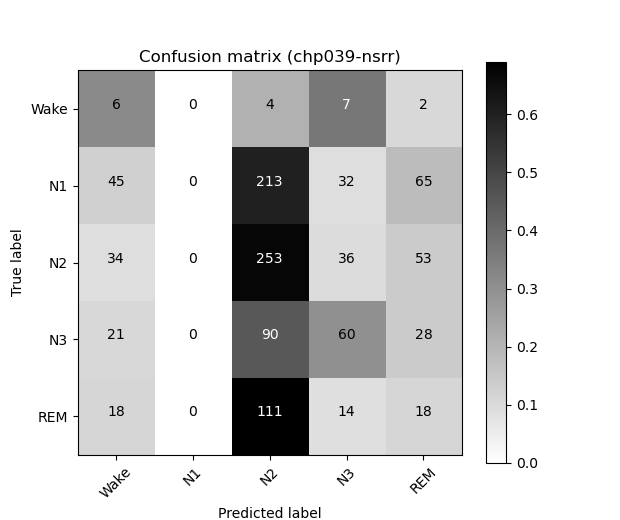 Confusion matrix (chp039-nsrr)
Wake 6 0 4 7 2
N1 45 0 213 32 65
N2 34 0 253 36 53
N3 21 0 90 60 28
REM 18 0 111 14 18
Wake N1 N2 N3 REM
Predicted label
True label
0.6
0.5
0.4
0.3
0.2
0.1
0.0